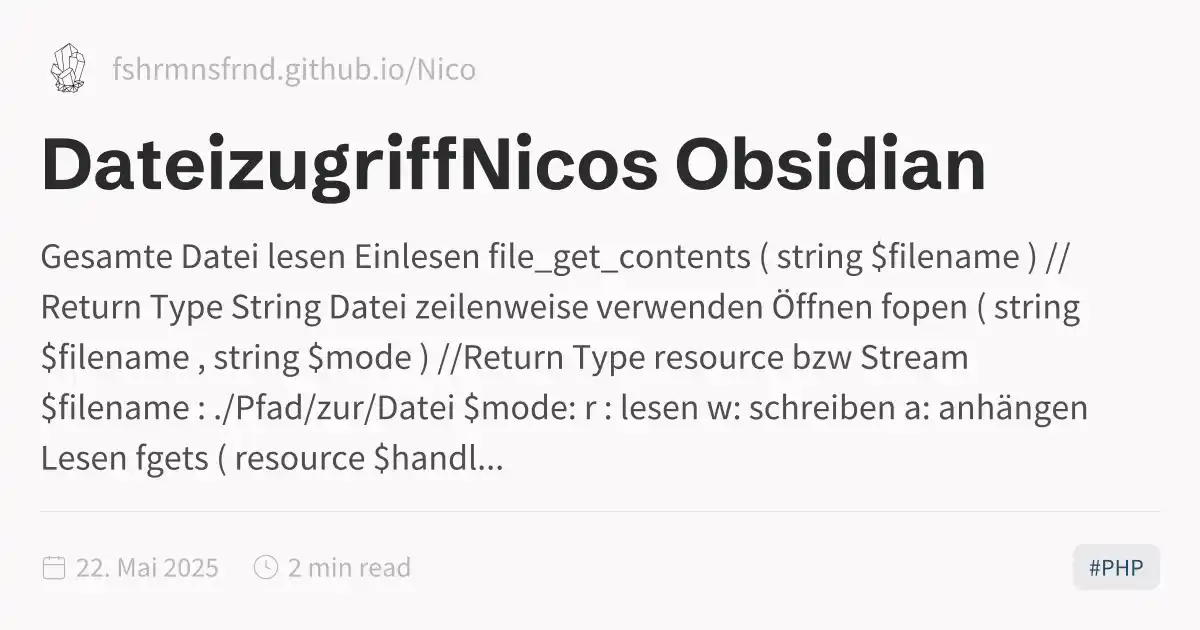 fshrmnsfrnd.github.io/Nico
DateizugriffNicos Obsidian
Gesamte Datei lesen Einlesen file_get_contents ( string $filename ) //
Return Type String Datei zeilenweise verwenden Öffnen fopen ( string
$filename , string $mode ) //Return Type resource bzw Stream
$filename : ./Pfad/zur/Datei $mode: r : lesen w: schreiben a: anhängen
Lesen fgets ( resource $handl...
22. Mai 2025
2 min read
#PHP